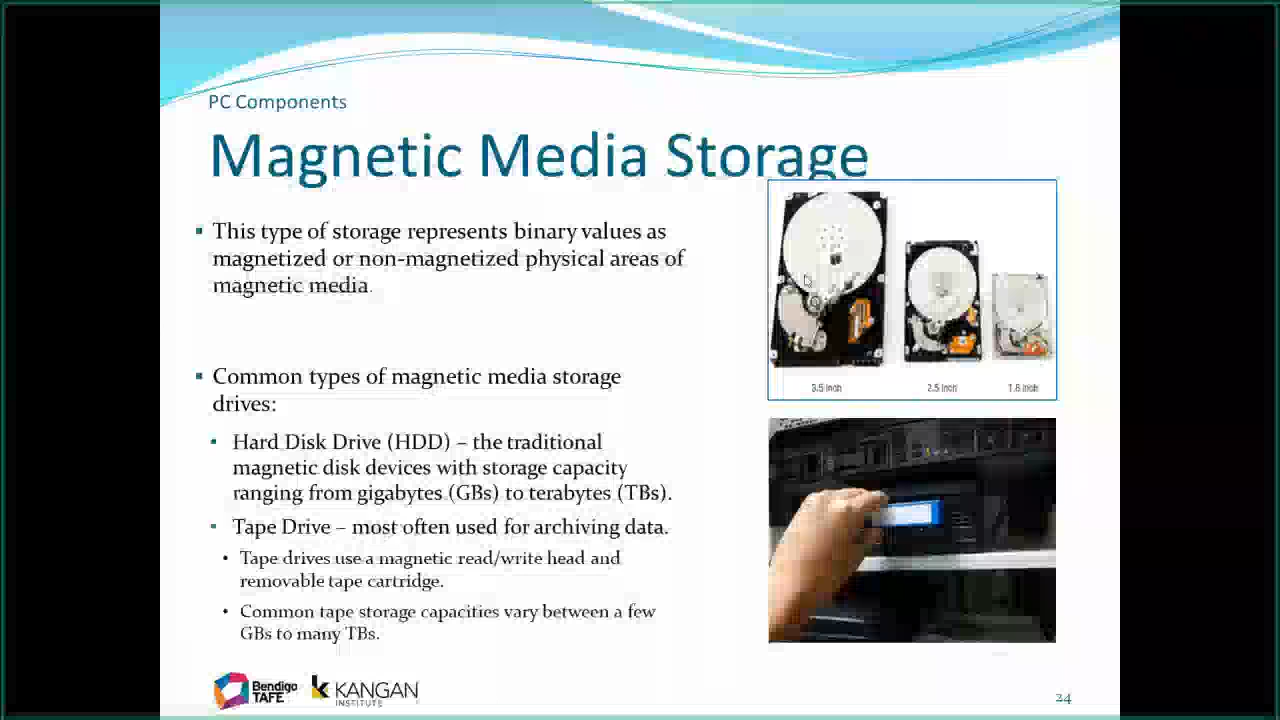 PC Components
Magnetic Media Storage
This type of storage represents binary values as
magnetized or non-magnetized physical areas of
magnetic media.
3.5 inch
2.5 inch
1.8 inch
Common types of magnetic media storage
drives:
Hard Disk Drive (HDD) – the traditional
magnetic disk devices with storage capacity
ranging from gigabytes (GBs) to terabytes (TBs).
Tape Drive – most often used for archiving data.
Tape drives use a magnetic read/write head and
removable tape cartridge.
Common tape storage capacities vary between a few
GBs to many TBs.
Bendigo
TAFE
KANGAN
INSTITUTE
24